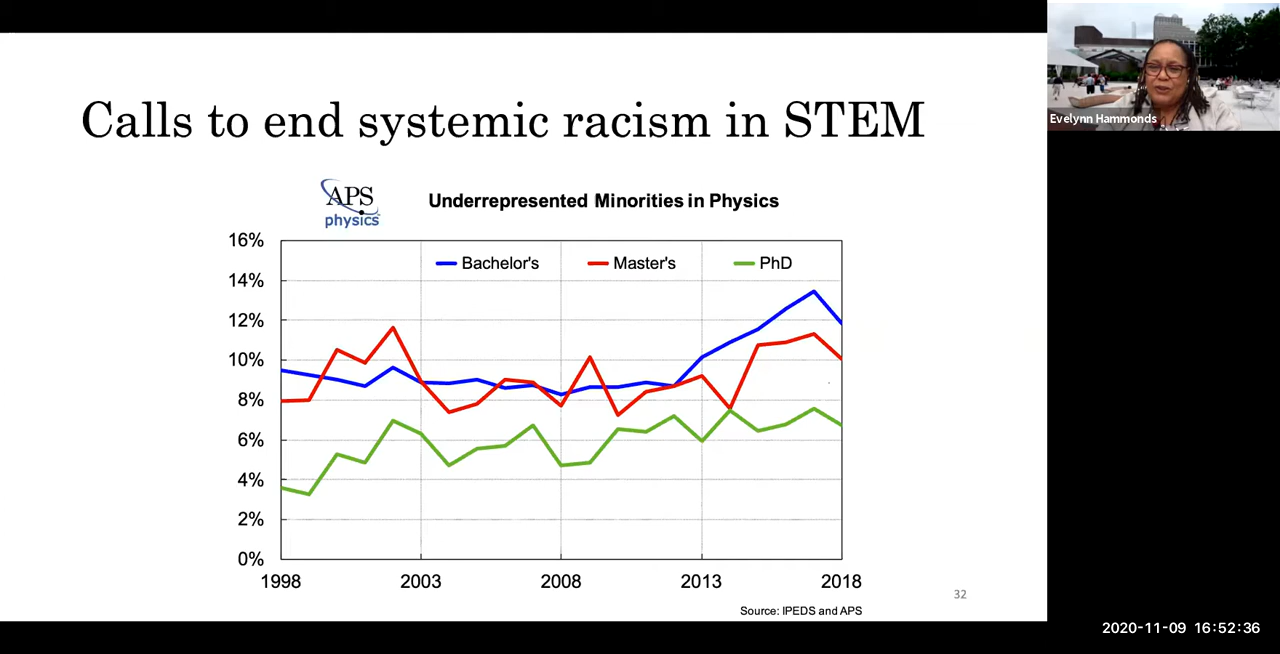 Calls to end systemic racism in STEM
Evelynn Hammonds
APS
physics
Underrepresented Minorities in Physics
16%
14%
12%
10%
8%
6%
4%
2%
0%
Bachelor's Master's PhD
1998 2003 2008 2013 2018
32
Source: IPEDS and APS
2020-11-09 16:52:36